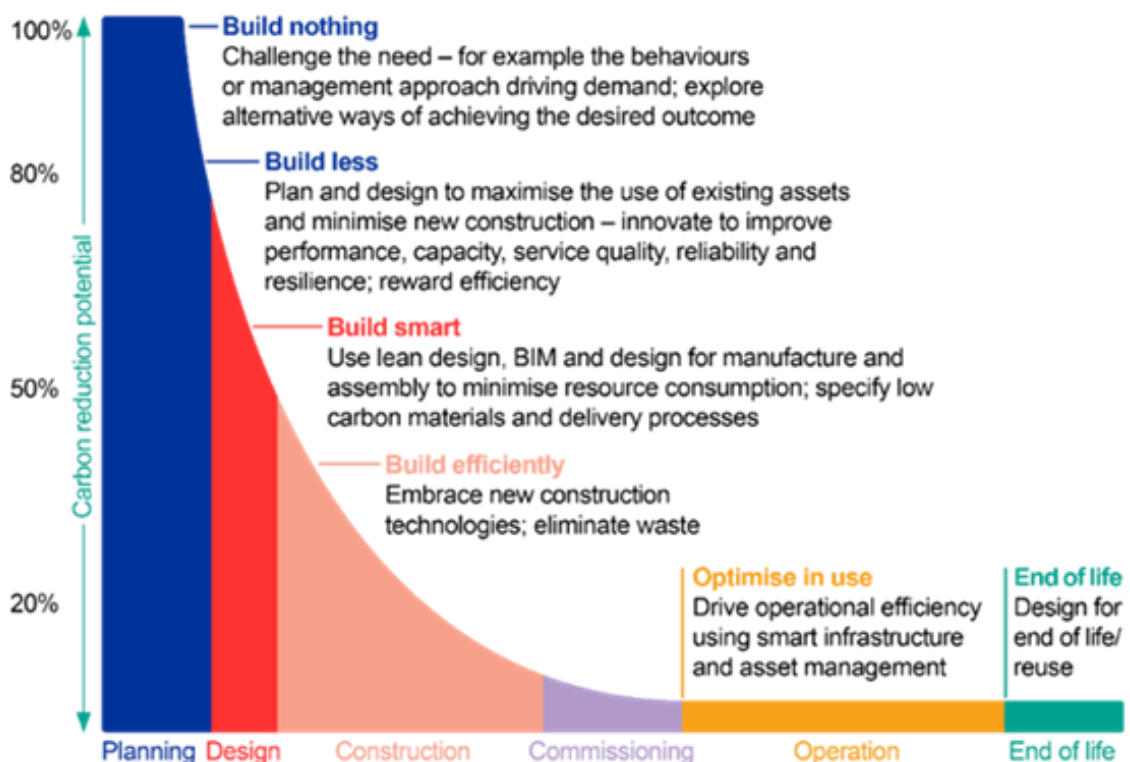 100%
Build nothing
Challenge the need – for example the behaviours
or management approach driving demand; explore
alternative ways of achieving the desired outcome
80%
Build less
Plan and design to maximise the use of existing assets
and minimise new construction – innovate to improve
performance, capacity, service quality, reliability and
resilience; reward efficiency
Carbon reduction potential
Build smart
Use lean design, BIM and design for manufacture and
assembly to minimise resource consumption; specify low
carbon materials and delivery processes
50%
Build efficiently
Embrace new construction
technologies; eliminate waste
20%
Optimise in use
Drive operational efficiency
using smart infrastructure
and asset management
End of life
Design for
end of life/
reuse
Planning
Design
Construction
Commissioning
Operation
End of life